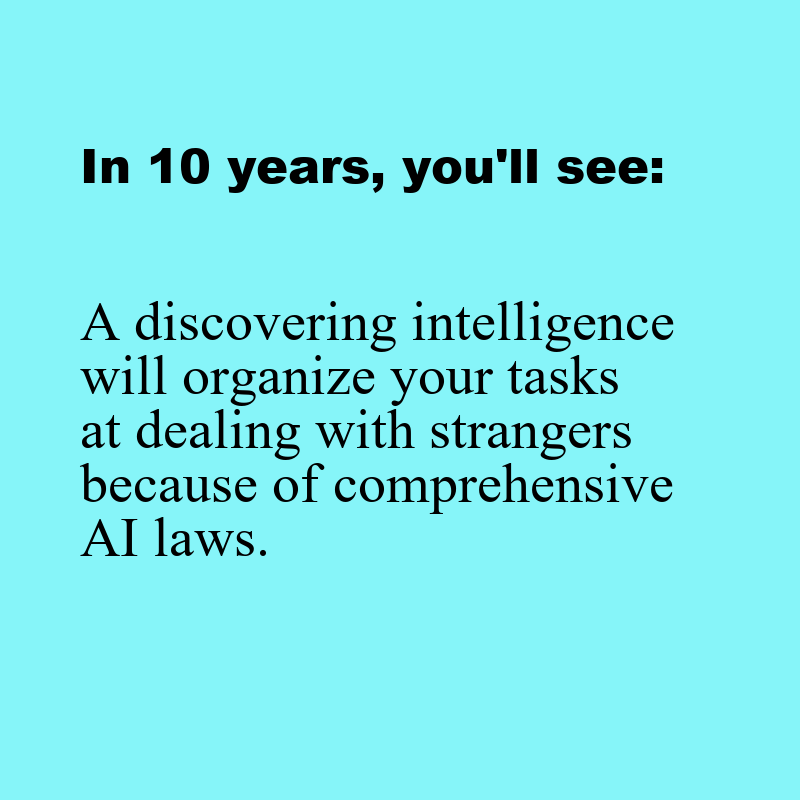 In 10 years, you'll see:
A discovering intelligence
will organize your tasks
at dealing with strangers
because of comprehensive
AI laws.